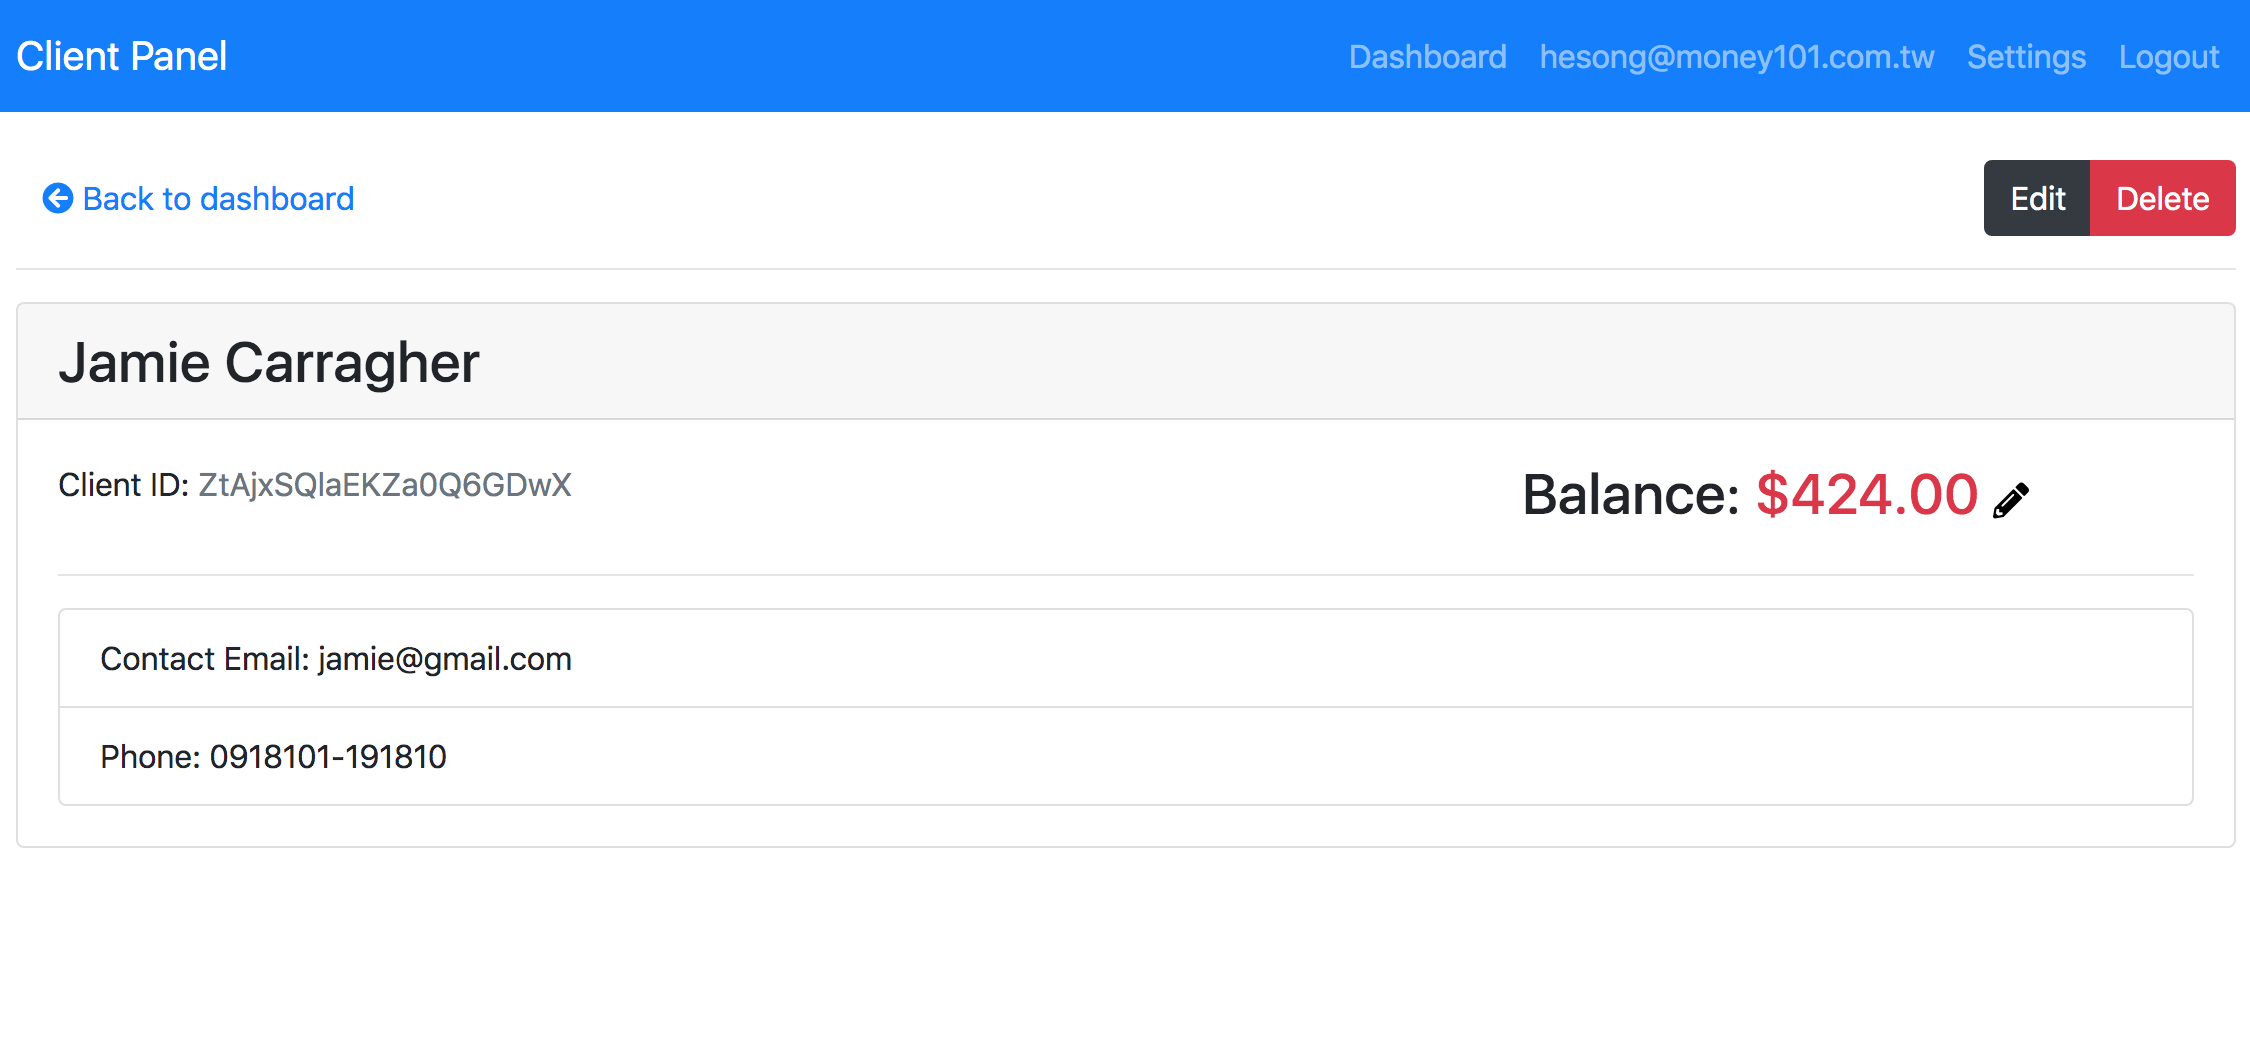 Client Panel
Dashboard hesong@money101.com.tw Settings Logout
Back to dashboard
Edit Delete
Jamie Carragher
Client ID: ZtAjxSQlaEKZa0Q6GDwX
Balance: $424.00
Contact Email: jamie@gmail.com
Phone: 0918101-191810